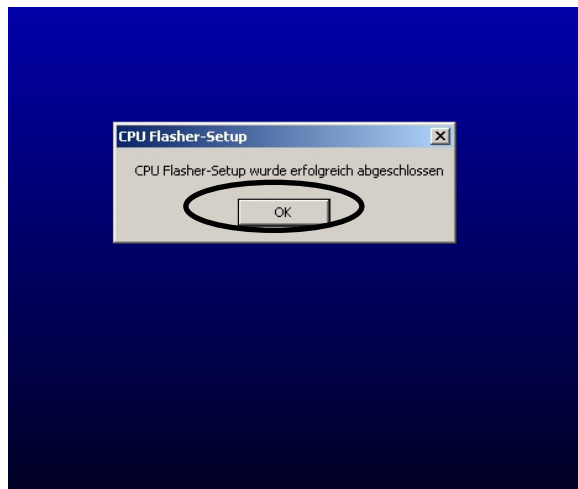 CPU Flasher-Setup
CPU Flasher-Setup wurde erfolgreich abgeschlossen
OK